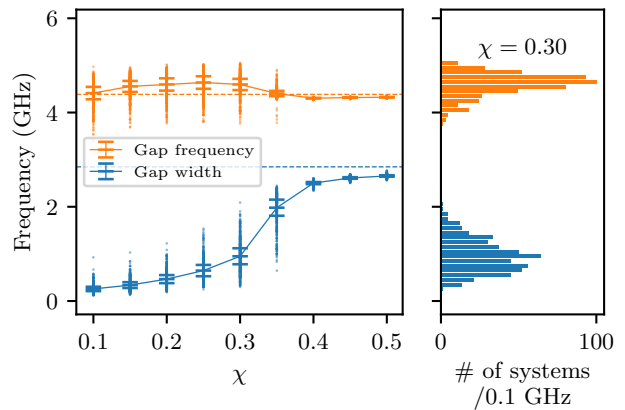 Frequency (GHz)
6
4
2
0
Gap frequency
Gap width
0.1 0.2 0.3 0.4 0.5
χ
χ = 0.30
0 100
# of systems
/0.1 GHz